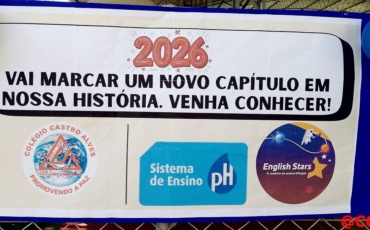 2026
VAI MARCAR UM NOVO CAPÍTULO EM
NOSSA HISTÓRIA. VENHA CONHECER!
COLÉGIO CASTRO ALVES
PROMOVENDO A PAZ
Sistema
de Ensino
pH
English Stars